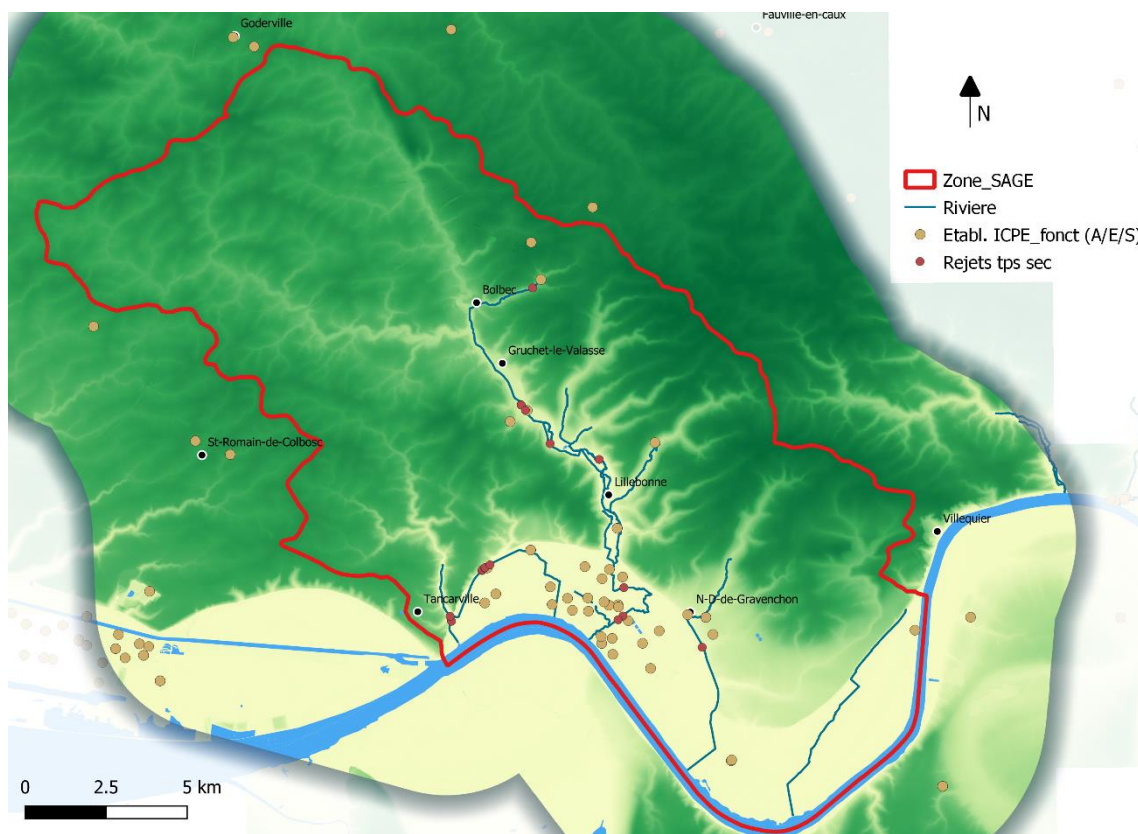 Goderville
Fauville-en-caux
N
Zone_SAGE
Riviere
Etabl. ICPE_fonct (A/E/S)
Rejets tps sec
Bolbec
Gruchet-le-Valasse
St-Romain-de-Colbosc
Lillebonne
Villequier
Tancarville
N-D-de-Gravenchon
0 2.5 5 km